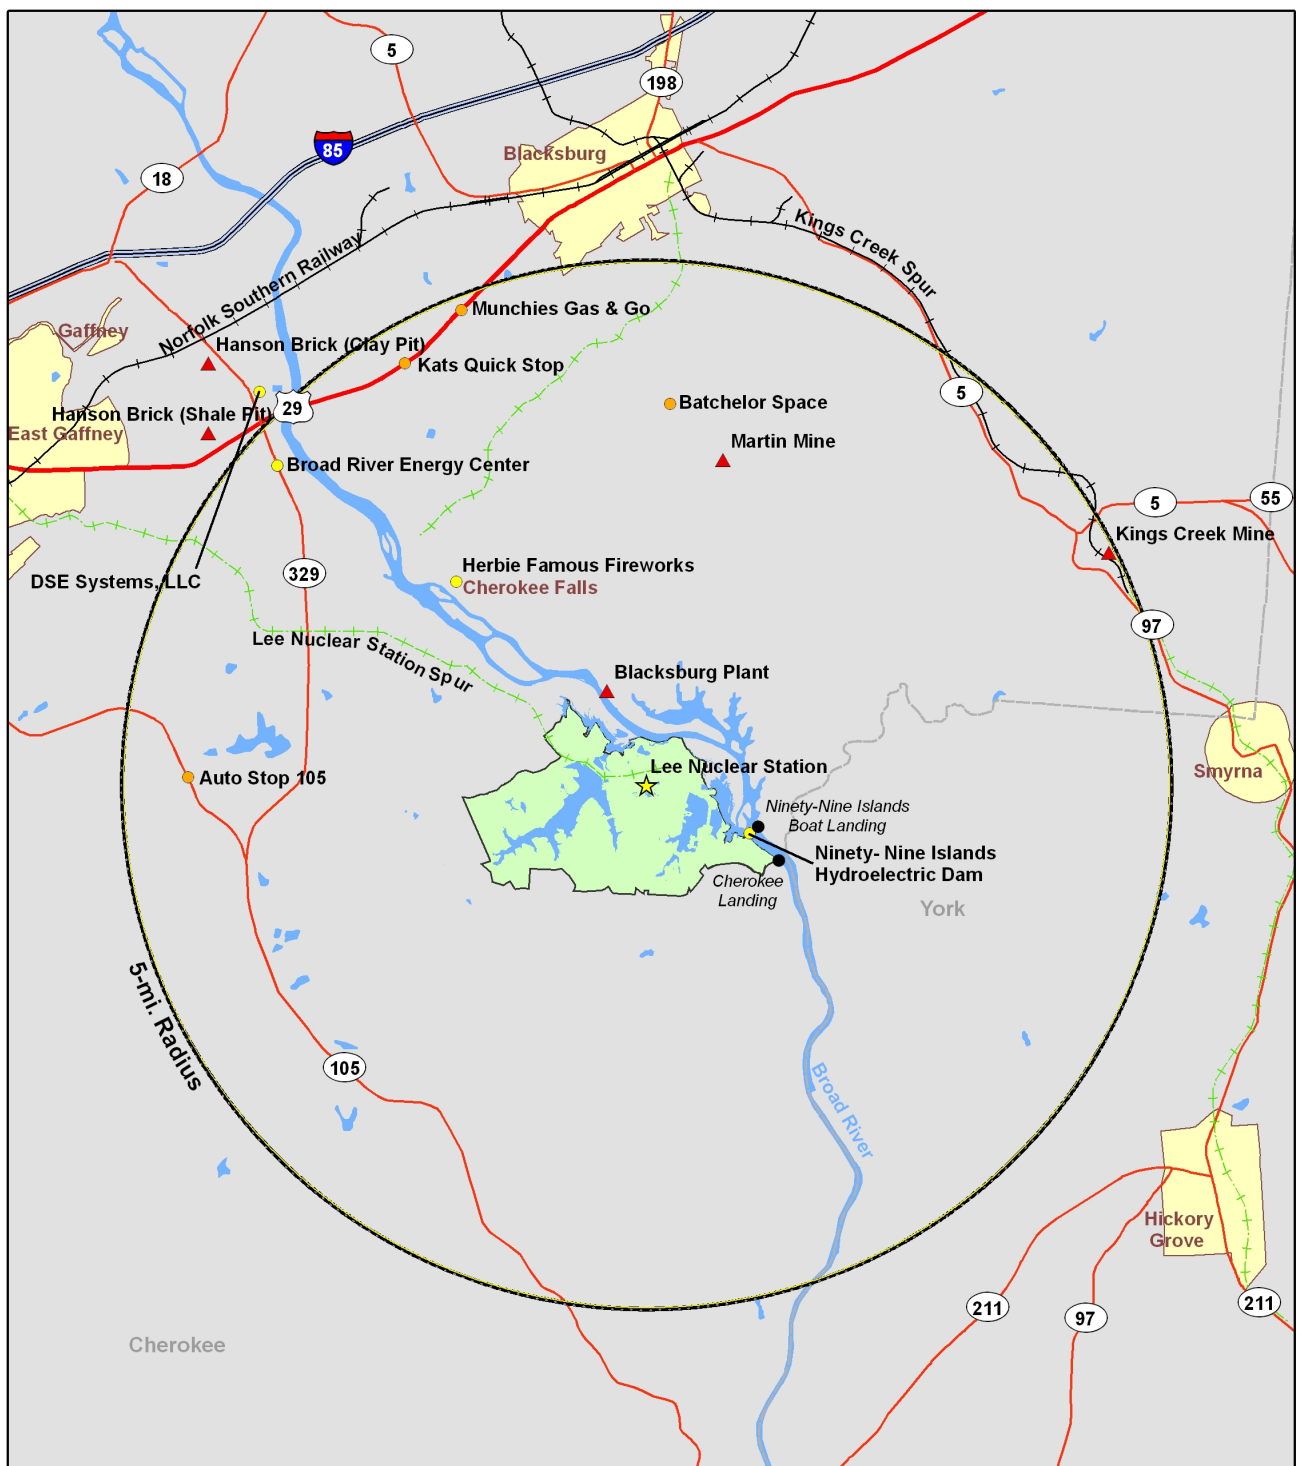 5
198
85
Blacksburg
18
Kings Creek Spur
Norfolk Southern Railway
Munchies Gas & Go
Gaffney
Hanson Brick (Clay Pit)
Kats Quick Stop
5
29
Batchelor Space
Hanson Brick (Shale Pit)
East Gaffney
Martin Mine
Broad River Energy Center
5
55
Kings Creek Mine
Herbie Famous Fireworks
Cherokee Falls
329
DSE Systems, LLC
97
Lee Nuclear Station Spur
Blacksburg Plant
Smyrna
Lee Nuclear Station
Auto Stop 105
Ninety-Nine Islands
Boat Landing
Ninety- Nine Islands
Hydroelectric Dam
Cherokee
Landing
York
5-mi. Radius
105
Broad River
Hickory
Grove
211
211
97
Cherokee